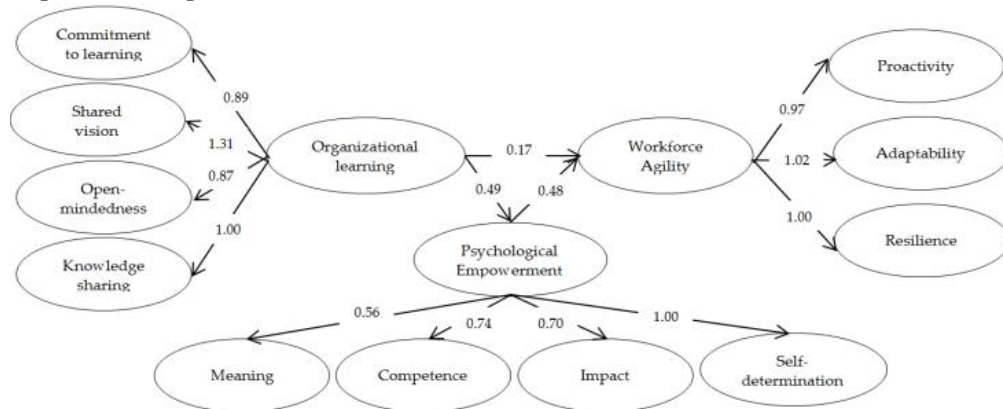 Commitment
to learning
0.89
Shared
vision
1.31
Open-
mindedness
0.87
Knowledge
sharing
1.00
Organizational
learning
0.17
0.49
0.48
Workforce
Agility
0.97
Proactivity
1.02
Adaptability
1.00
Resilience
Psychological
Empowerment
0.56
0.74
0.70
1.00
Meaning
Competence
Impact
Self-
determination